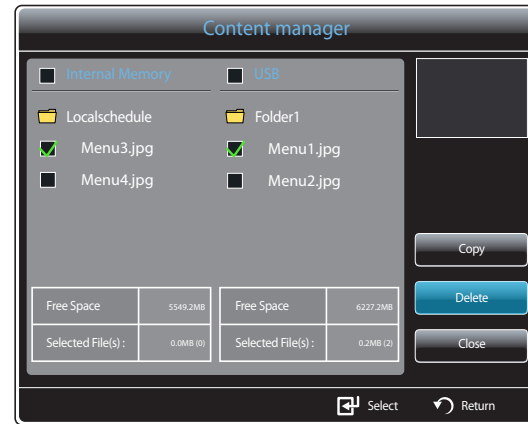 Content manager
Internal Memory USB
Localschedule Folder1
Menu3.jpg Menu1.jpg
Menu4.jpg Menu2.jpg
Copy
Delete
Close
Free Space 5549.2MB Free Space 6227.2MB
Selected File(s) : 0.0MB (0) Selected File(s) : 0.2MB (2)
Select Return